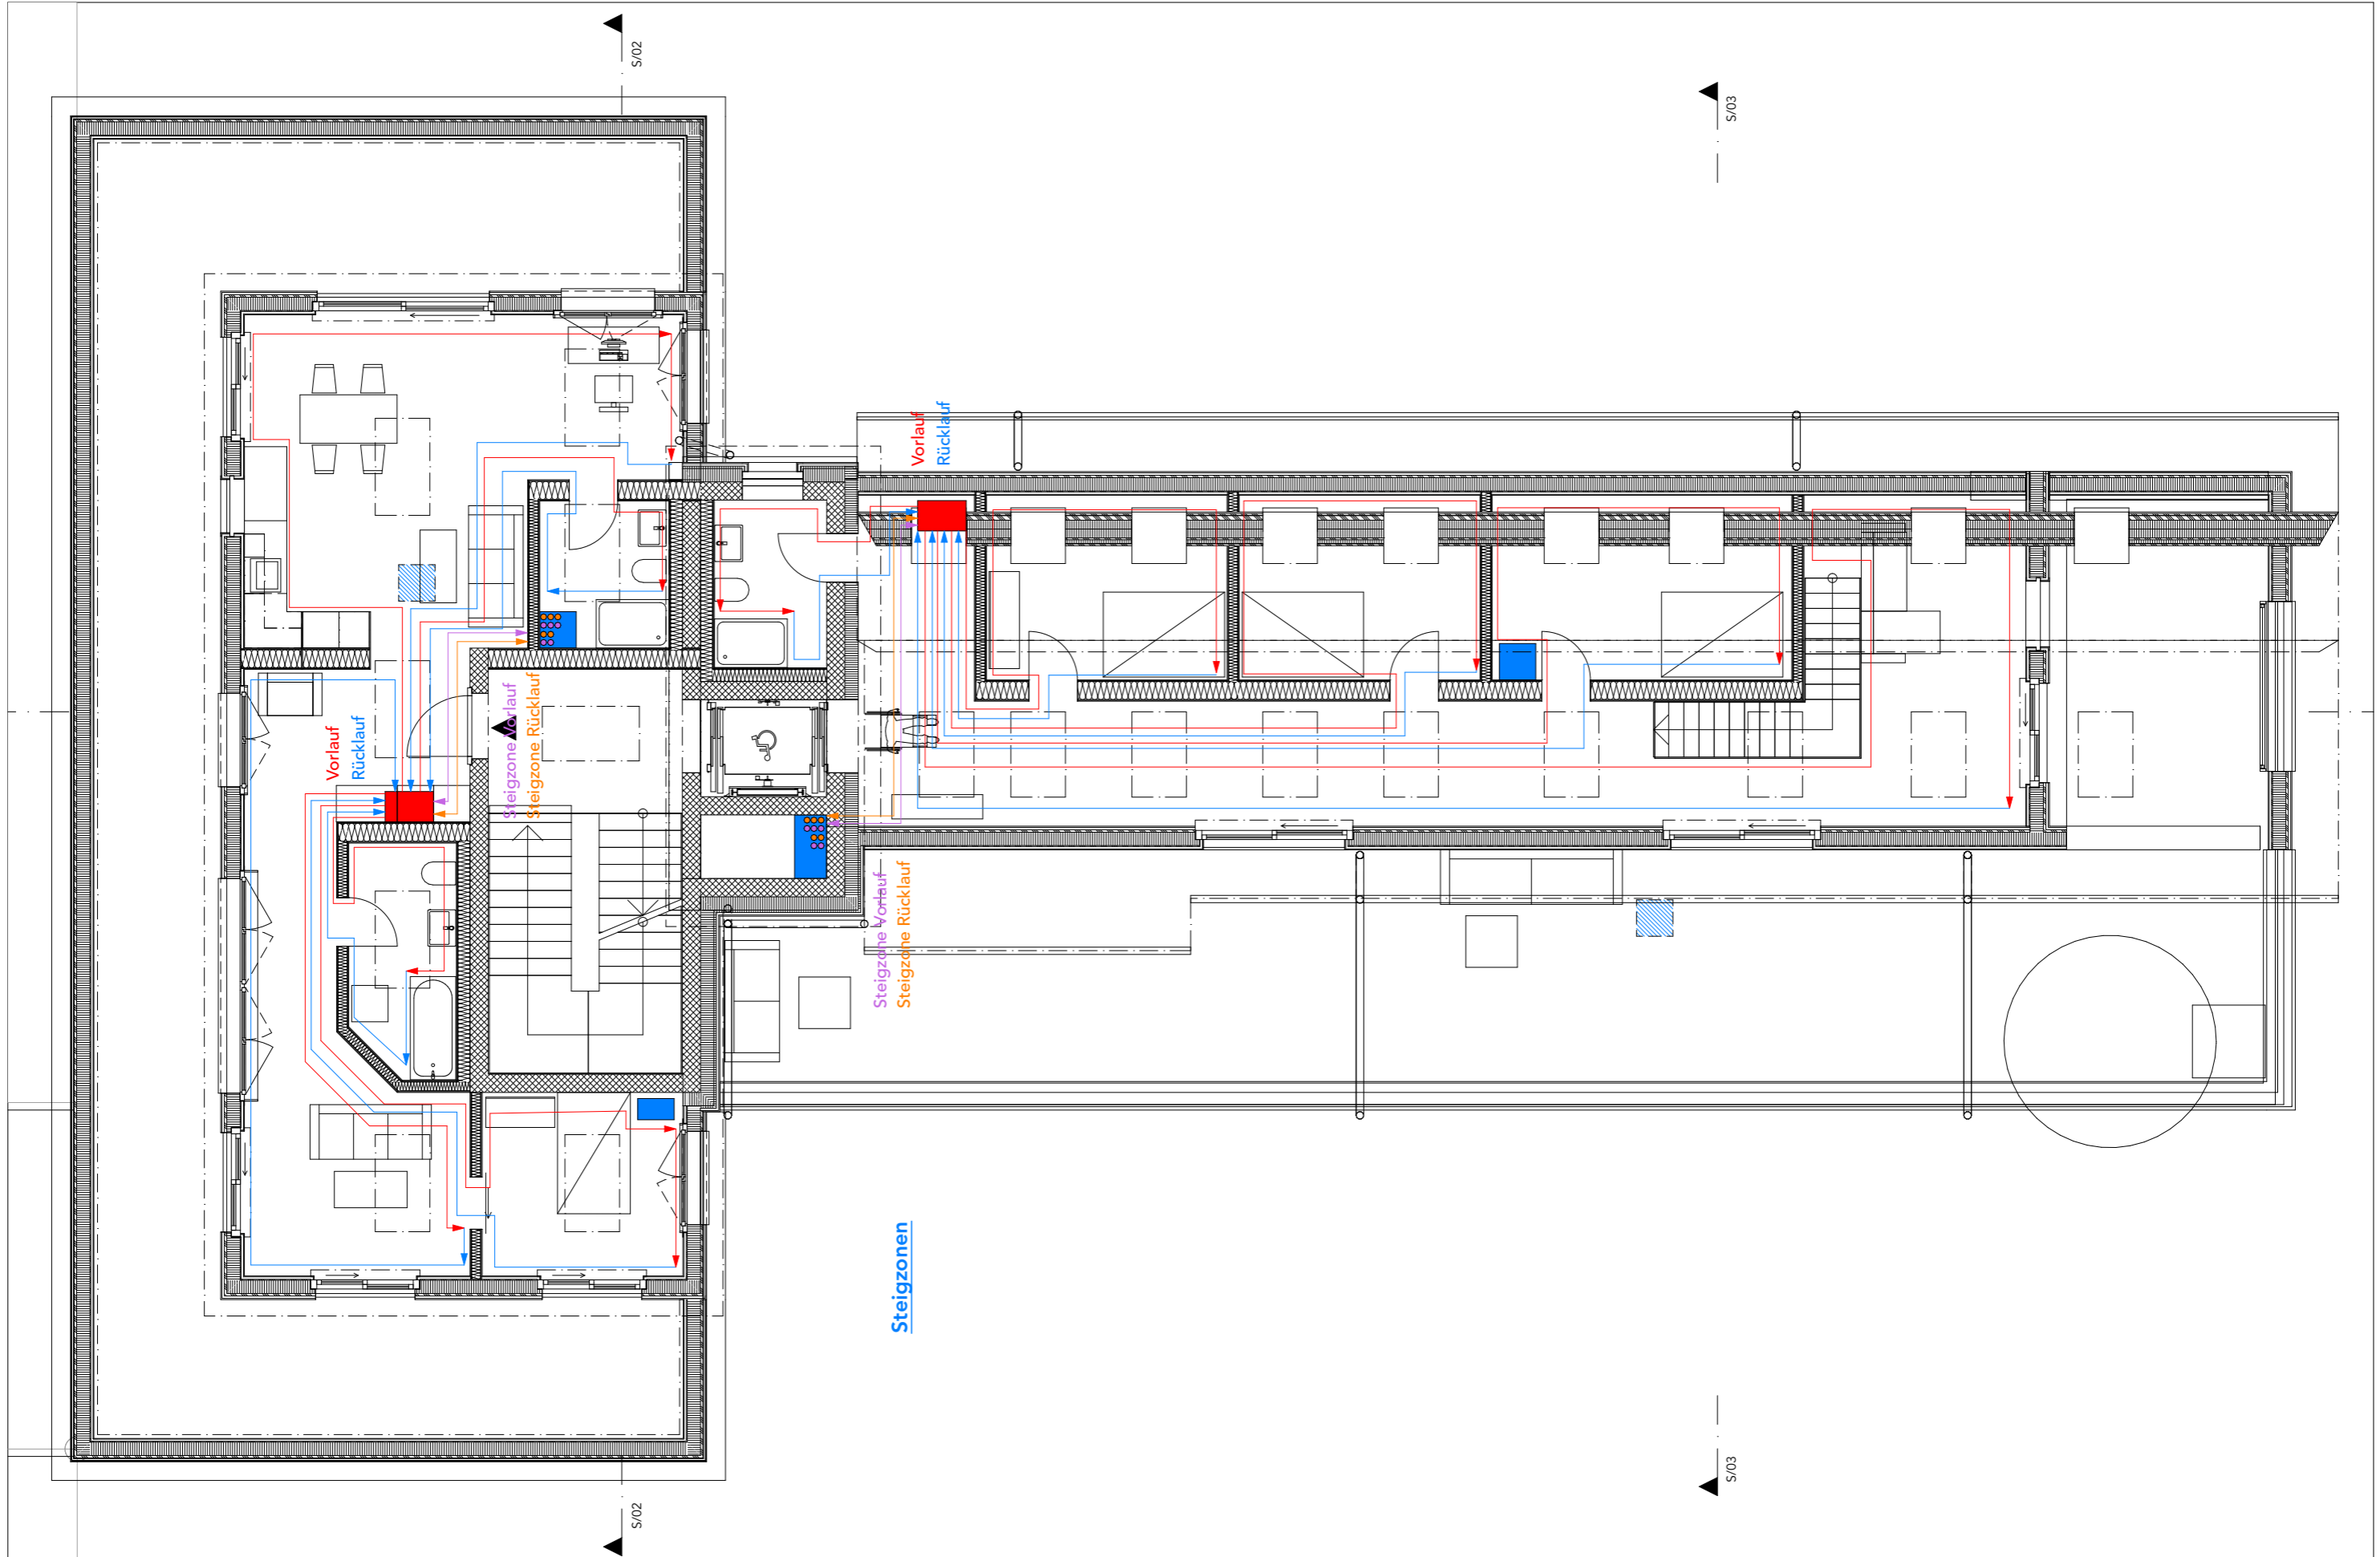 S/02
S/03
Vorlauf
Rücklauf
Vorlauf
Rücklauf
Steigzone Vorlauf
Steigzone Rücklauf
Steigzone Vorlauf
Steigzone Rücklauf
Steigzonen
S/02
S/03